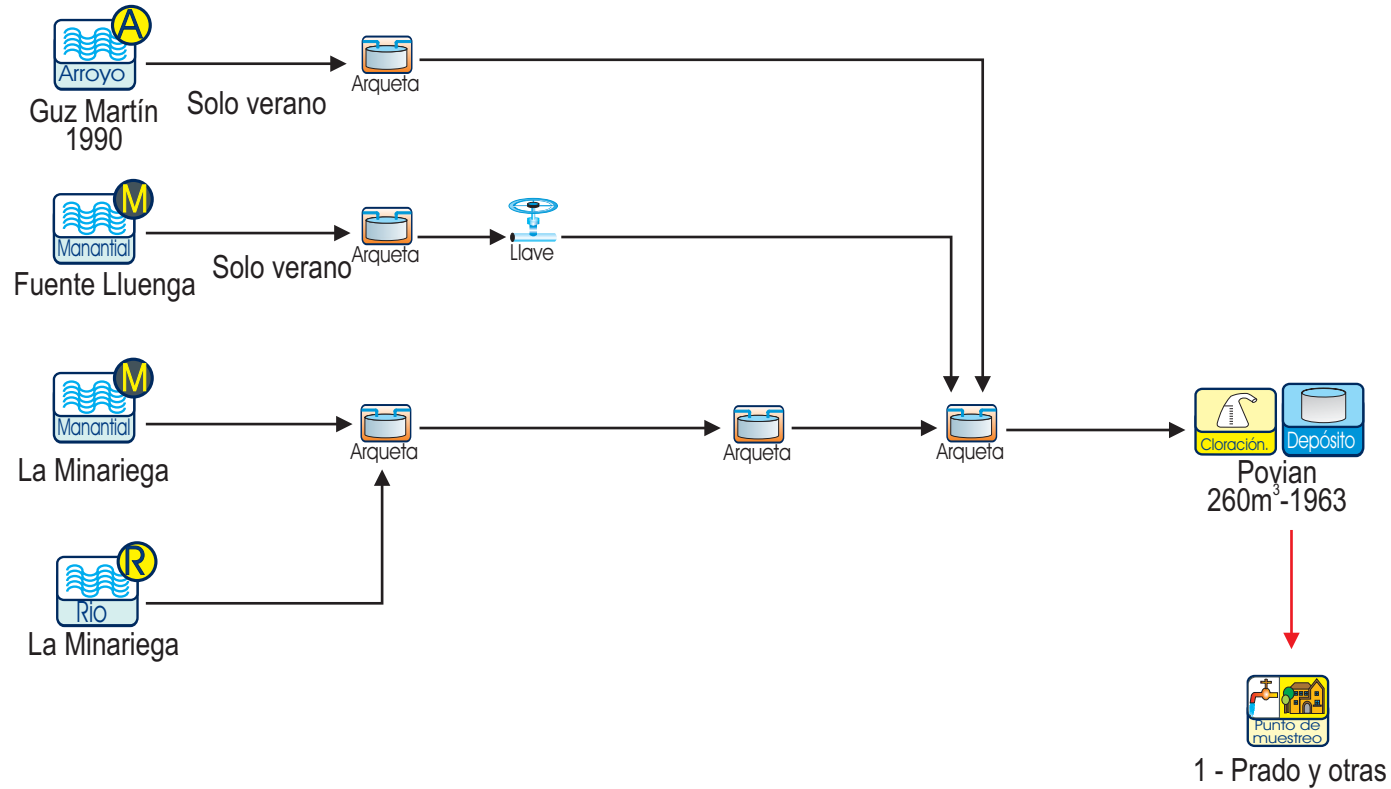 A
Arroyo
Guz Martín
1990
Solo verano
Arqueta
M
Manantial
Fuente Lluenga
Solo verano
Arqueta
Llave
M
Manantial
La Minariega
Arqueta
Arqueta
Arqueta
Cloración.
Depósito
Povian
260m³-1963
R
Rio
La Minariega
Punto de
muestreo
1 - Prado y otras